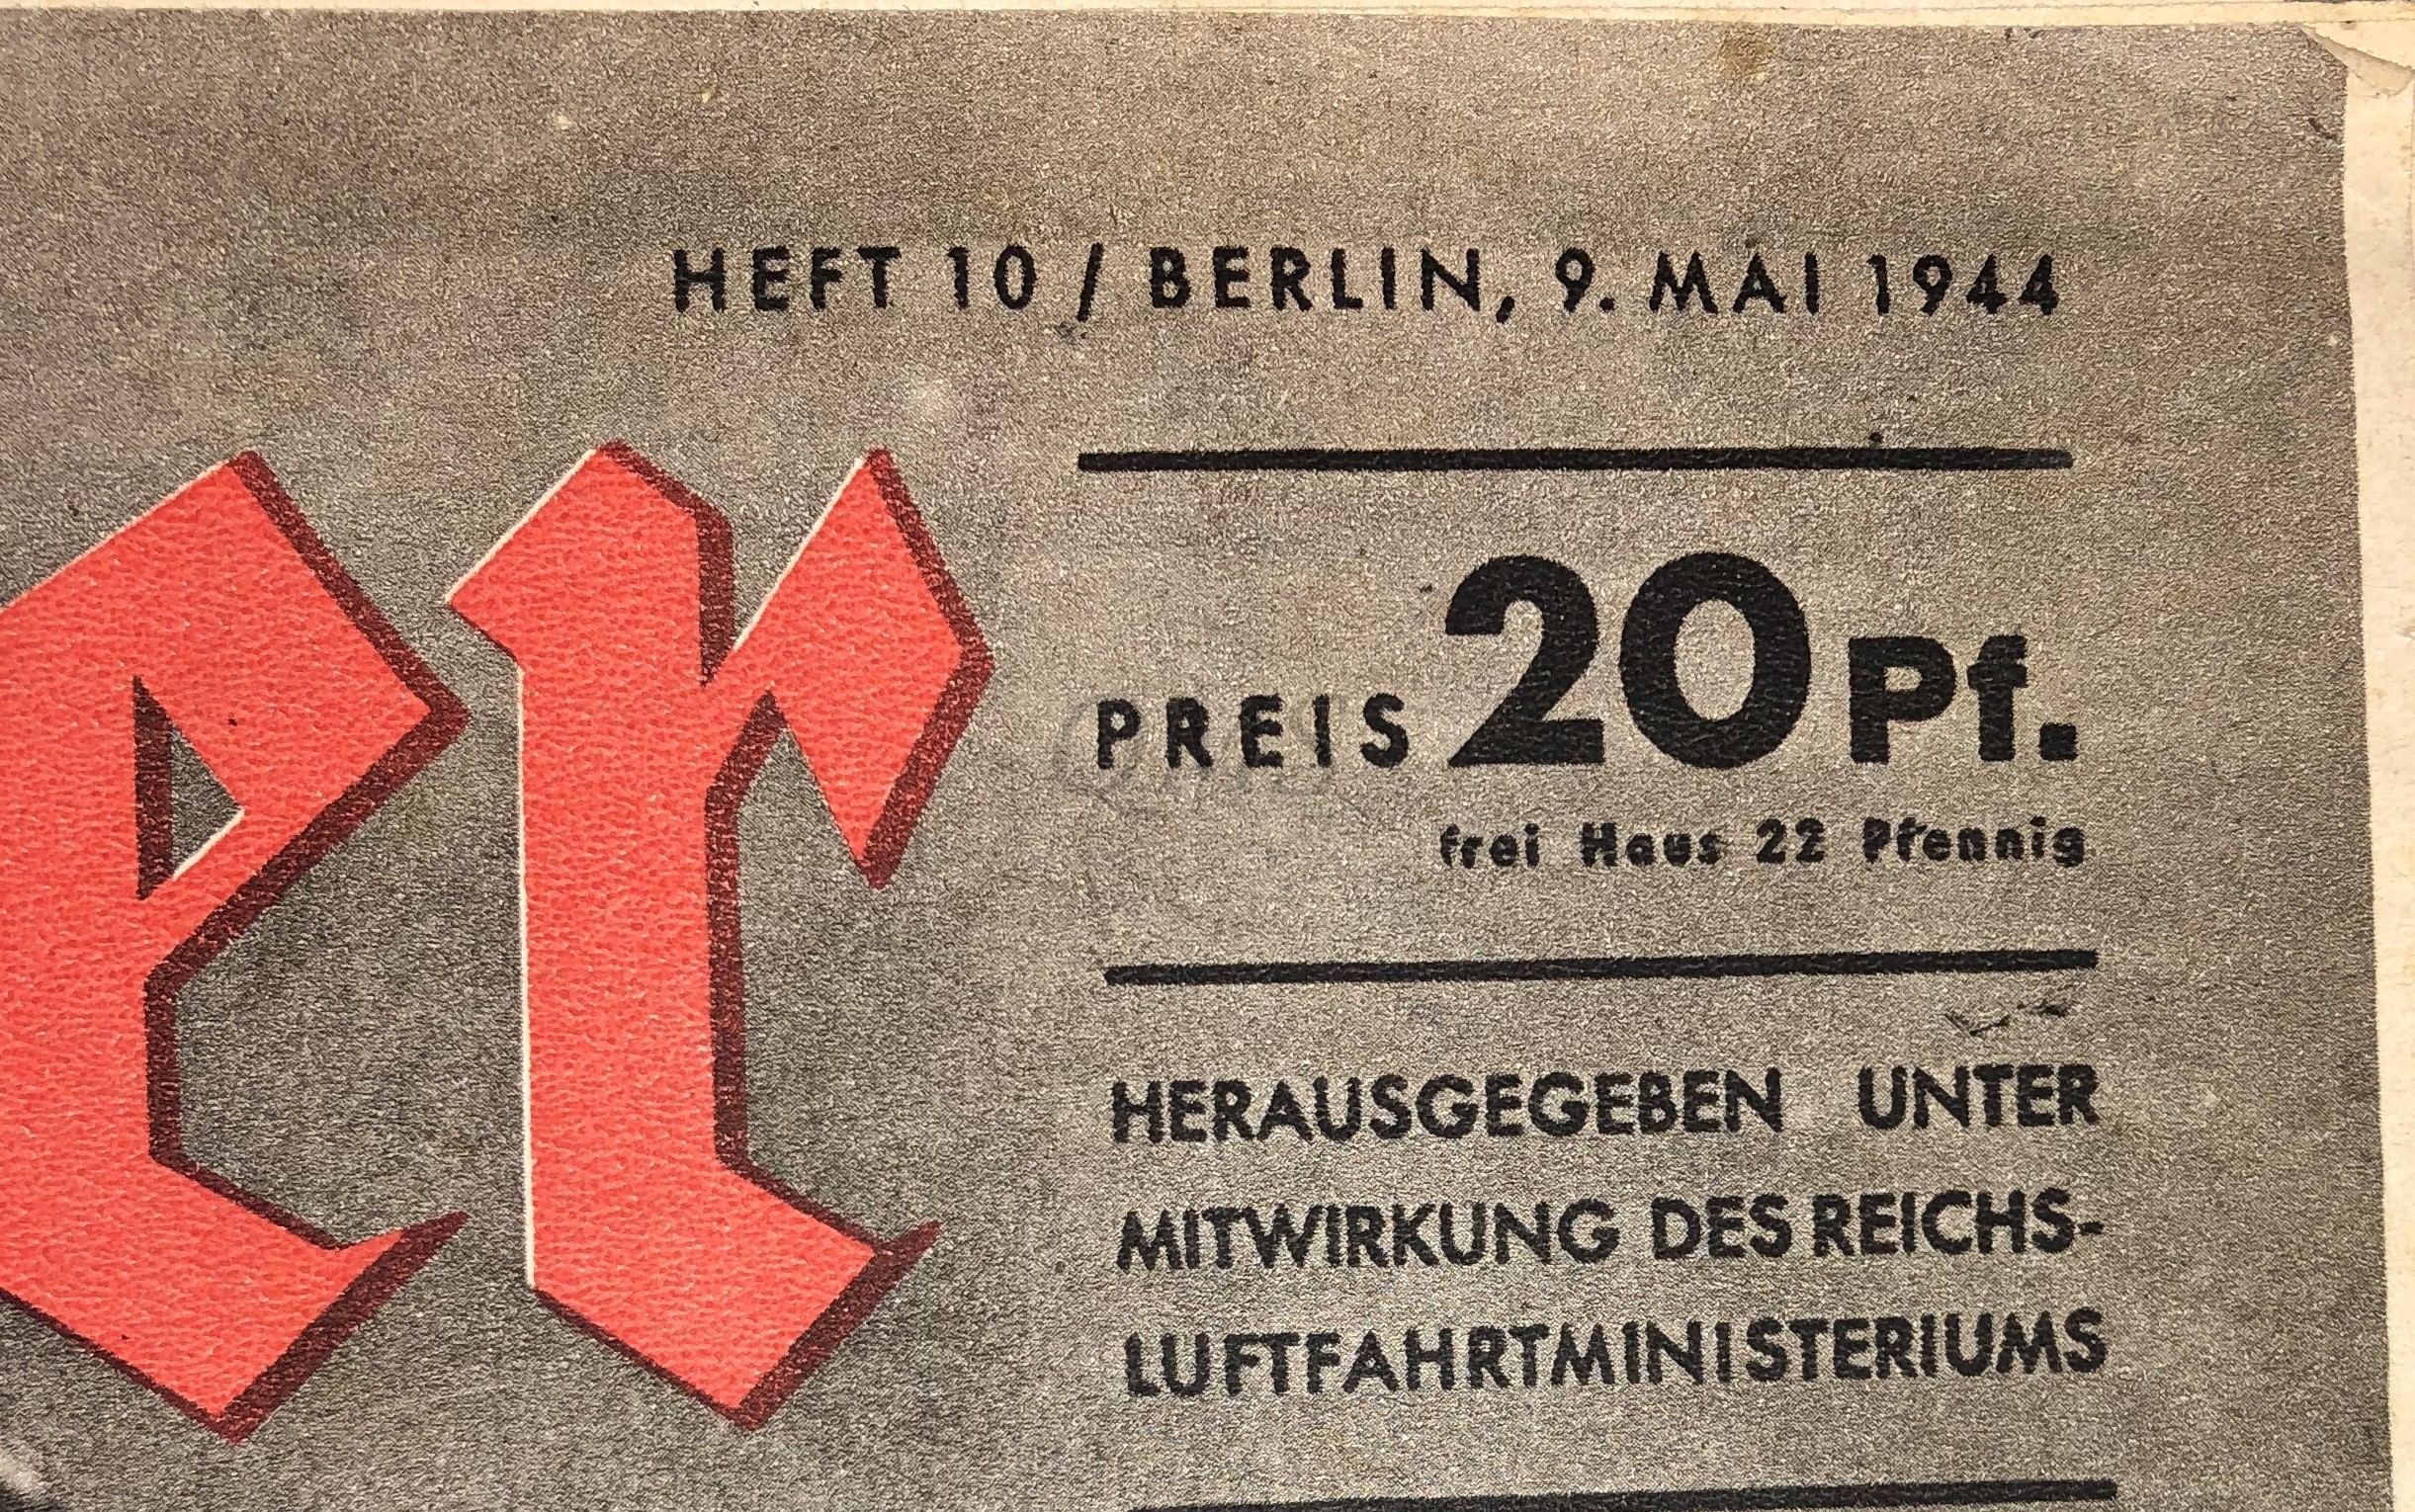 HEFT 10 / BERLIN, 9. MAI 1944
er
PREIS 20 Pf.
frei Haus 22 Pfennig
HERAUSGEGEBEN UNTER
MITWIRKUNG DES REICHS-
LUFTFAHRTMINISTERIUMS